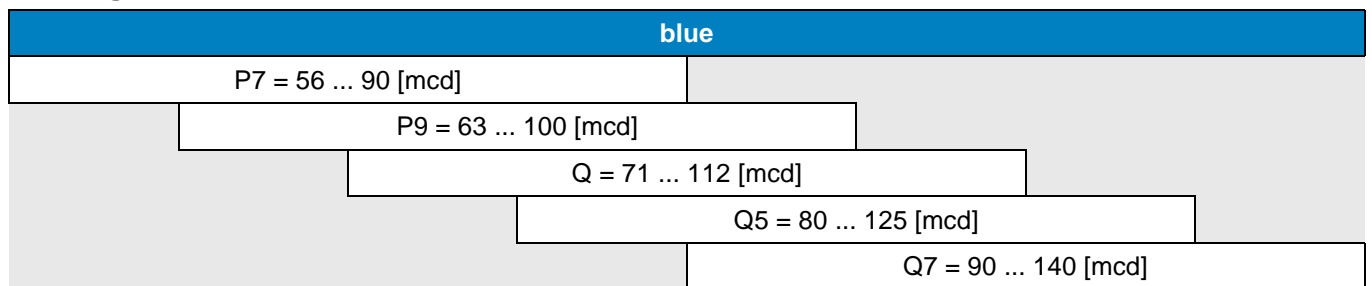 blue
P7 = 56 ... 90 [mcd]
P9 = 63 ... 100 [mcd]
Q = 71 ... 112 [mcd]
Q5 = 80 ... 125 [mcd]
Q7 = 90 ... 140 [mcd]